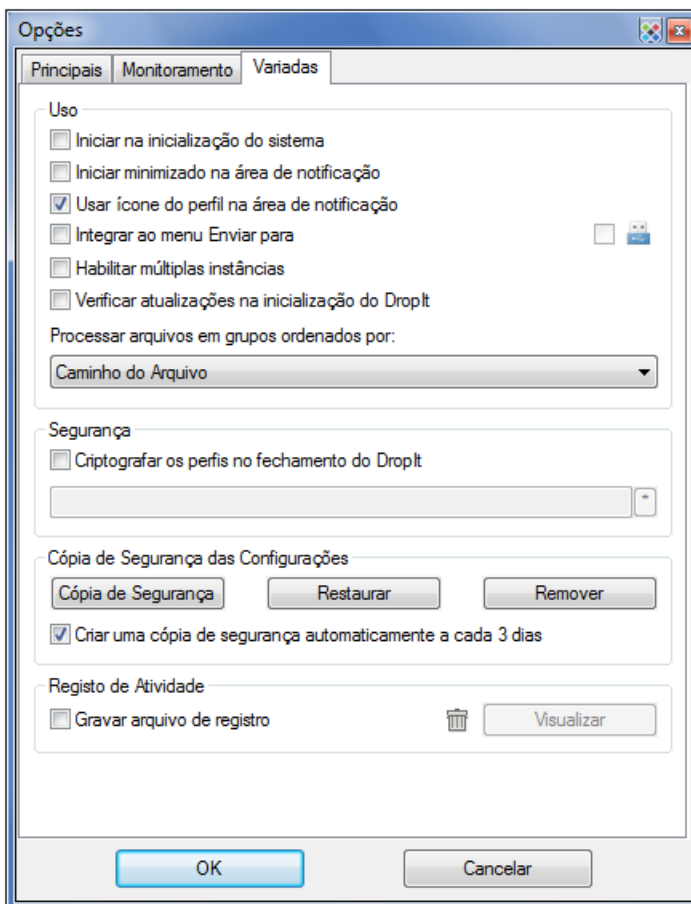 Opções
Principais Monitoramento Variadas
Uso
Iniciar na inicialização do sistema
Iniciar minimizado na área de notificação
Usar ícone do perfil na área de notificação
Integrar ao menu Enviar para
Habilitar múltiplas instâncias
Verificar atualizações na inicialização do DropIt
Processar arquivos em grupos ordenados por:
Caminho do Arquivo
Segurança
Criptografar os perfis no fechamento do DropIt
*
Cópia de Segurança das Configurações
Cópia de Segurança Restaurar Remover
Criar uma cópia de segurança automaticamente a cada 3 dias
Registo de Atividade
Gravar arquivo de registro Visualizar
OK Cancelar